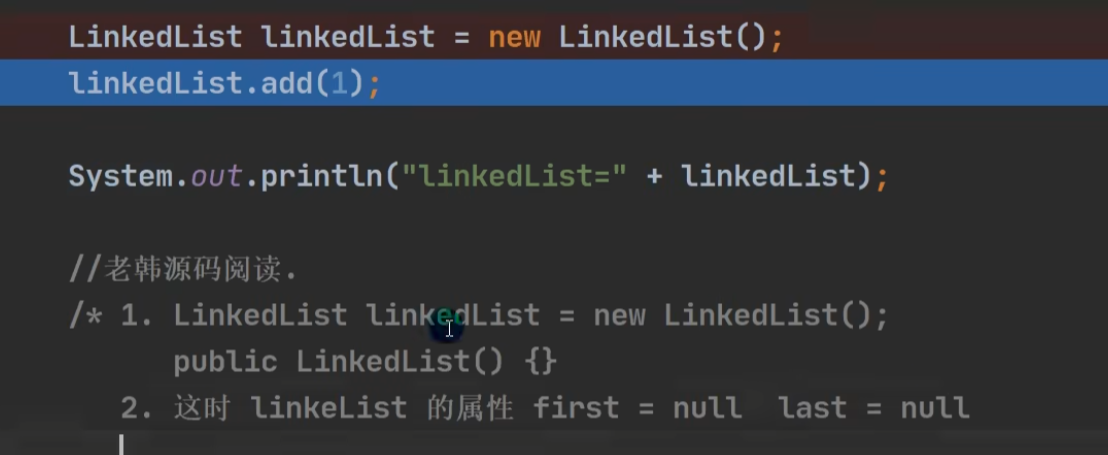 LinkedList linkedList = new LinkedList();
linkedList.add(1);
System.out.println("linkedList=" + linkedList);
//老韩源码阅读.
/* 1. LinkedList linkedList = new LinkedList();
public LinkedList() {}
2. 这时 linkeList 的属性 first = null last = null